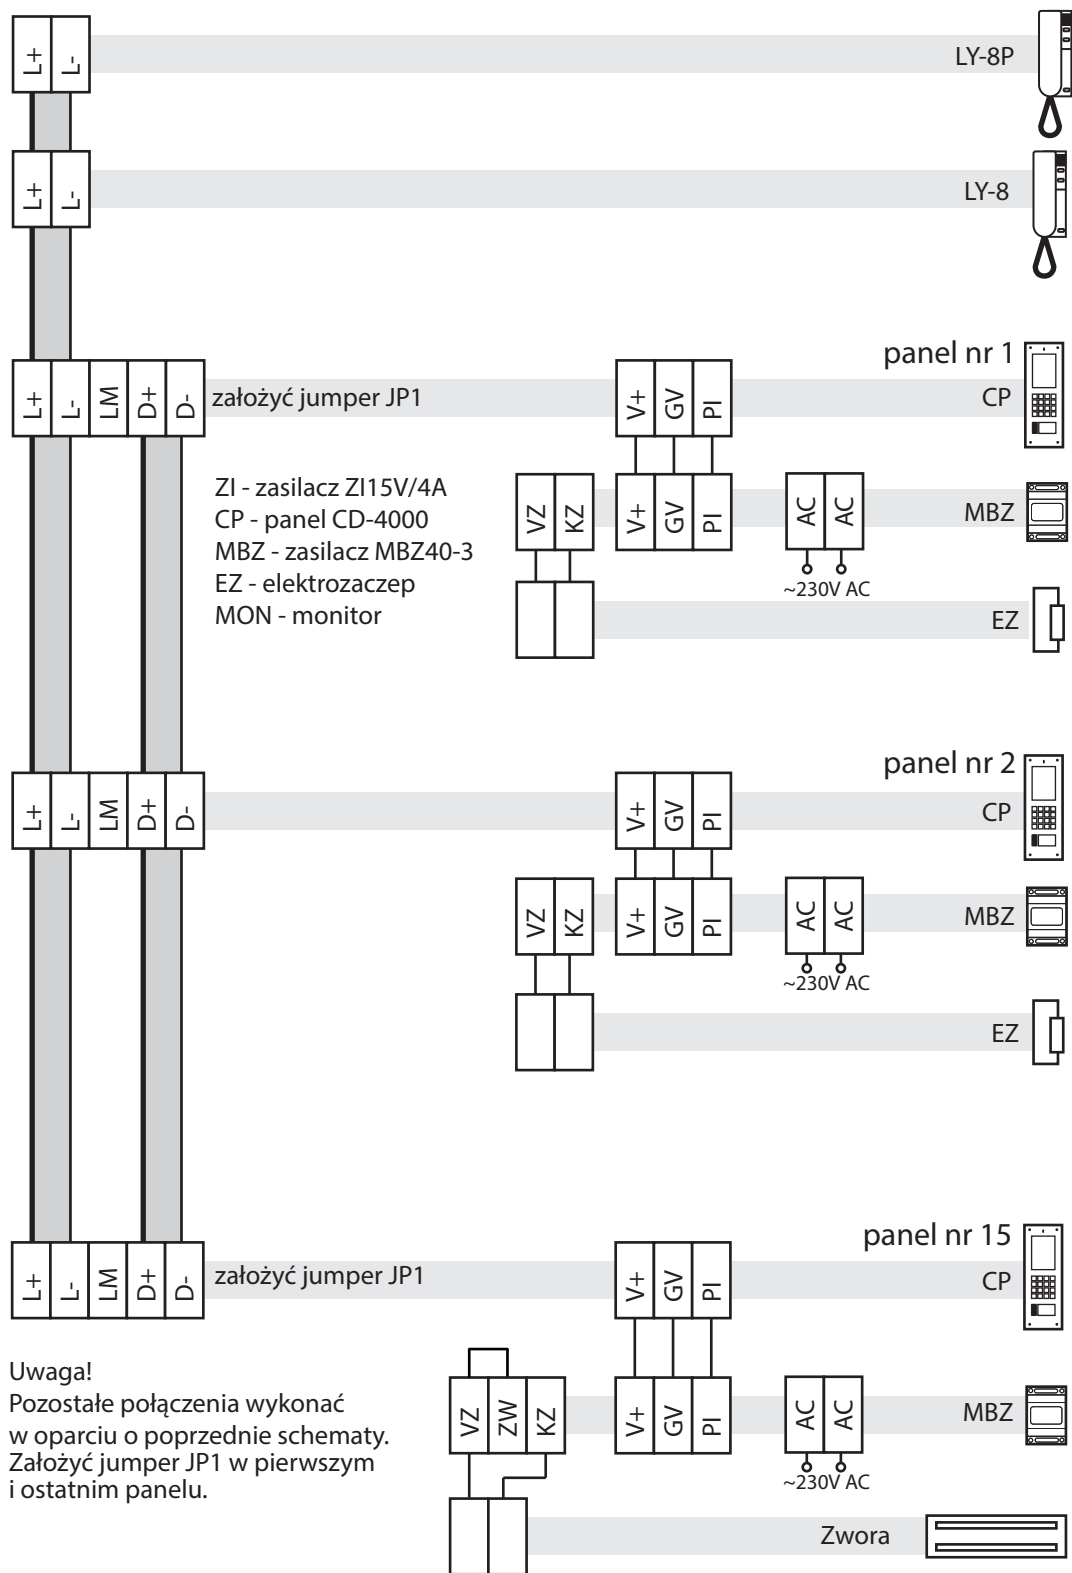 L+ L- LY-8P
L+ L- LY-8
panel nr 1
L+ L- LM D+ D- założyć jumper JP1 V+ GV PI CP
ZI - zasilacz ZI15V/4A
CP - panel CD-4000
MBZ - zasilacz MBZ40-3
EZ - elektrozaczep
MON - monitor
VZ KZ V+ GV PI AC AC MBZ
~230V AC
EZ
panel nr 2
L+ L- LM D+ D- V+ GV PI CP
VZ KZ V+ GV PI AC AC MBZ
~230V AC
EZ
panel nr 15
L+ L- LM D+ D- założyć jumper JP1 V+ GV PI CP
Uwaga!
Pozostałe połączenia wykonać
w oparciu o poprzednie schematy.
Założyć jumper JP1 w pierwszym
i ostatnim panelu.
VZ ZW KZ V+ GV PI AC AC MBZ
~230V AC
Zwora